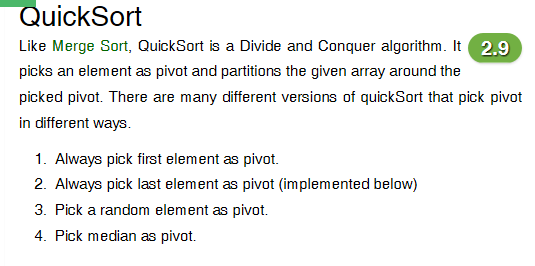 QuickSort
Like Merge Sort, QuickSort is a Divide and Conquer algorithm. It
2.9
picks an element as pivot and partitions the given array around the
picked pivot. There are many different versions of quickSort that pick pivot
in different ways.
1. Always pick first element as pivot.
2. Always pick last element as pivot (implemented below)
3. Pick a random element as pivot.
4. Pick median as pivot.